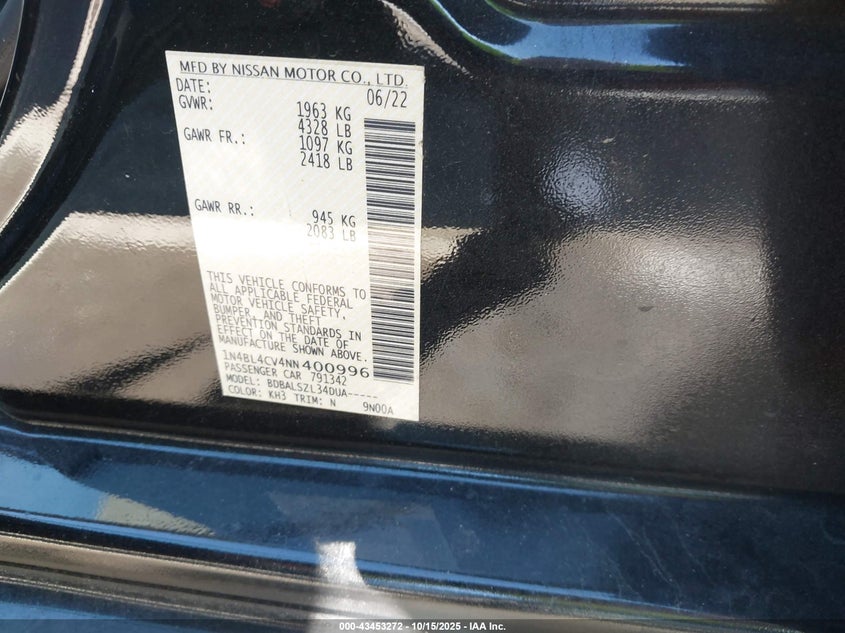 MFD BY NISSAN MOTOR CO., LTD.
DATE: 06/22
GVWR: 1963 KG
4328 LB
GAWR FR.: 1097 KG
2418 LB
GAWR RR.: 945 KG
2083 LB
THIS VEHICLE CONFORMS TO
ALL APPLICABLE FEDERAL
MOTOR VEHICLE SAFETY,
BUMPER, AND THEFT
PREVENTION STANDARDS IN
EFFECT ON THE DATE OF
MANUFACTURE SHOWN ABOVE.
1N4BL4CV4NN400996
PASSENGER CAR 791342
MODEL: BDBALSZL34DUA-----
COLOR: KH3 TRIM: N 9N00A
000-43453272 - 10/15/2025 - IAA Inc.